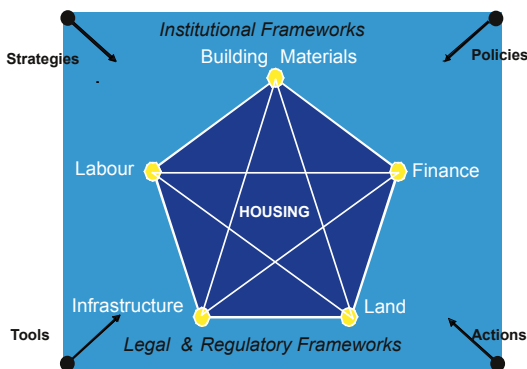 Institutional Frameworks
Strategies
Policies
Building Materials
Labour
Finance
HOUSING
Infrastructure
Land
Tools
Actions
Legal & Regulatory Frameworks